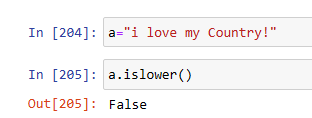 In [204]: a="i love my Country!"
In [205]: a.islower()
Out[205]: False